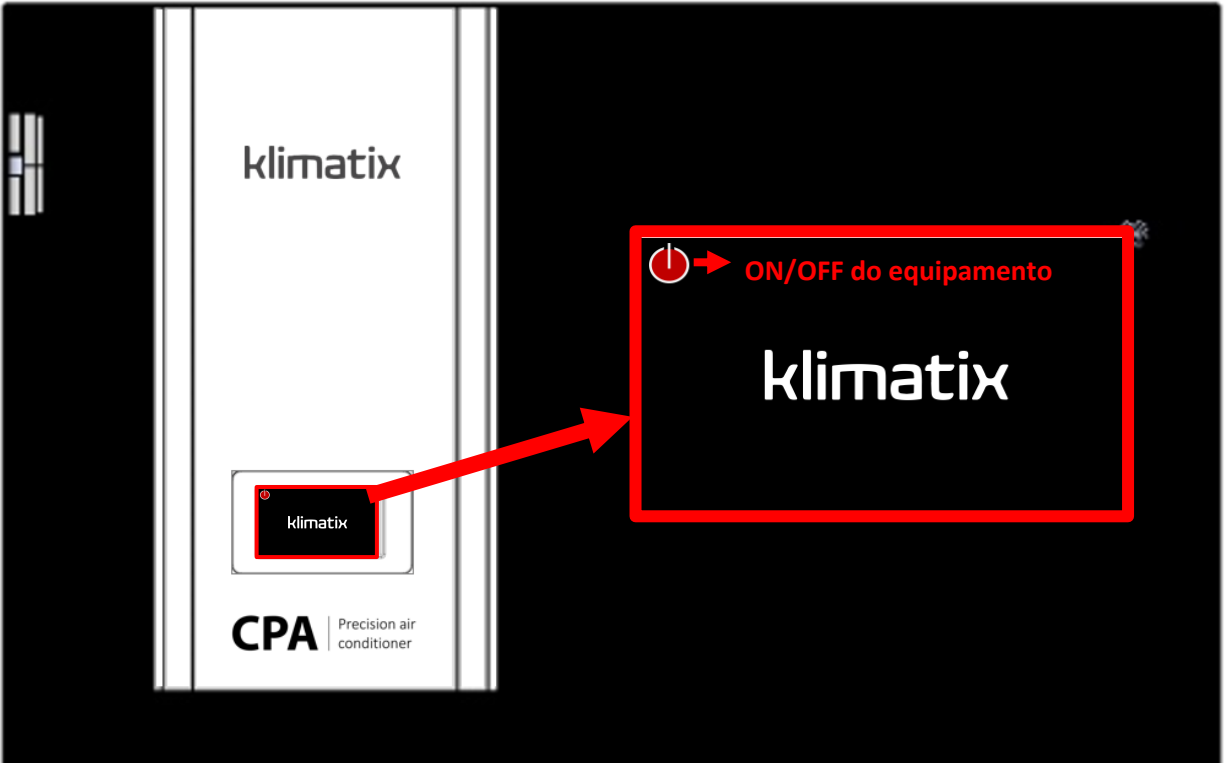 klimatix
ON/OFF do equipamento
klimatix
klimatix
CPA
Precision air
conditioner